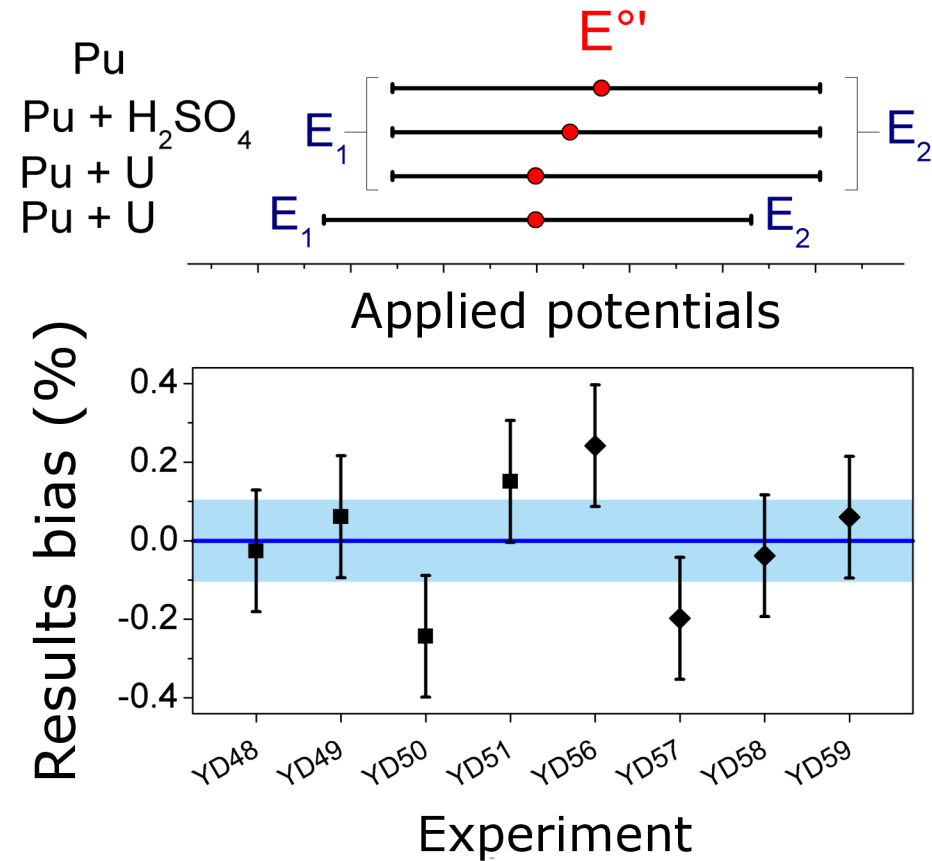 E°'
Pu
Pu + H₂SO₄
E₁
E₂
Pu + U
Pu + U
E₁
E₂
Applied potentials
Results bias (%)
0.4
0.2
0.0
-0.2
-0.4
YD48
YD49
YD50
YD51
YD56
YD57
YD58
YD59
Experiment